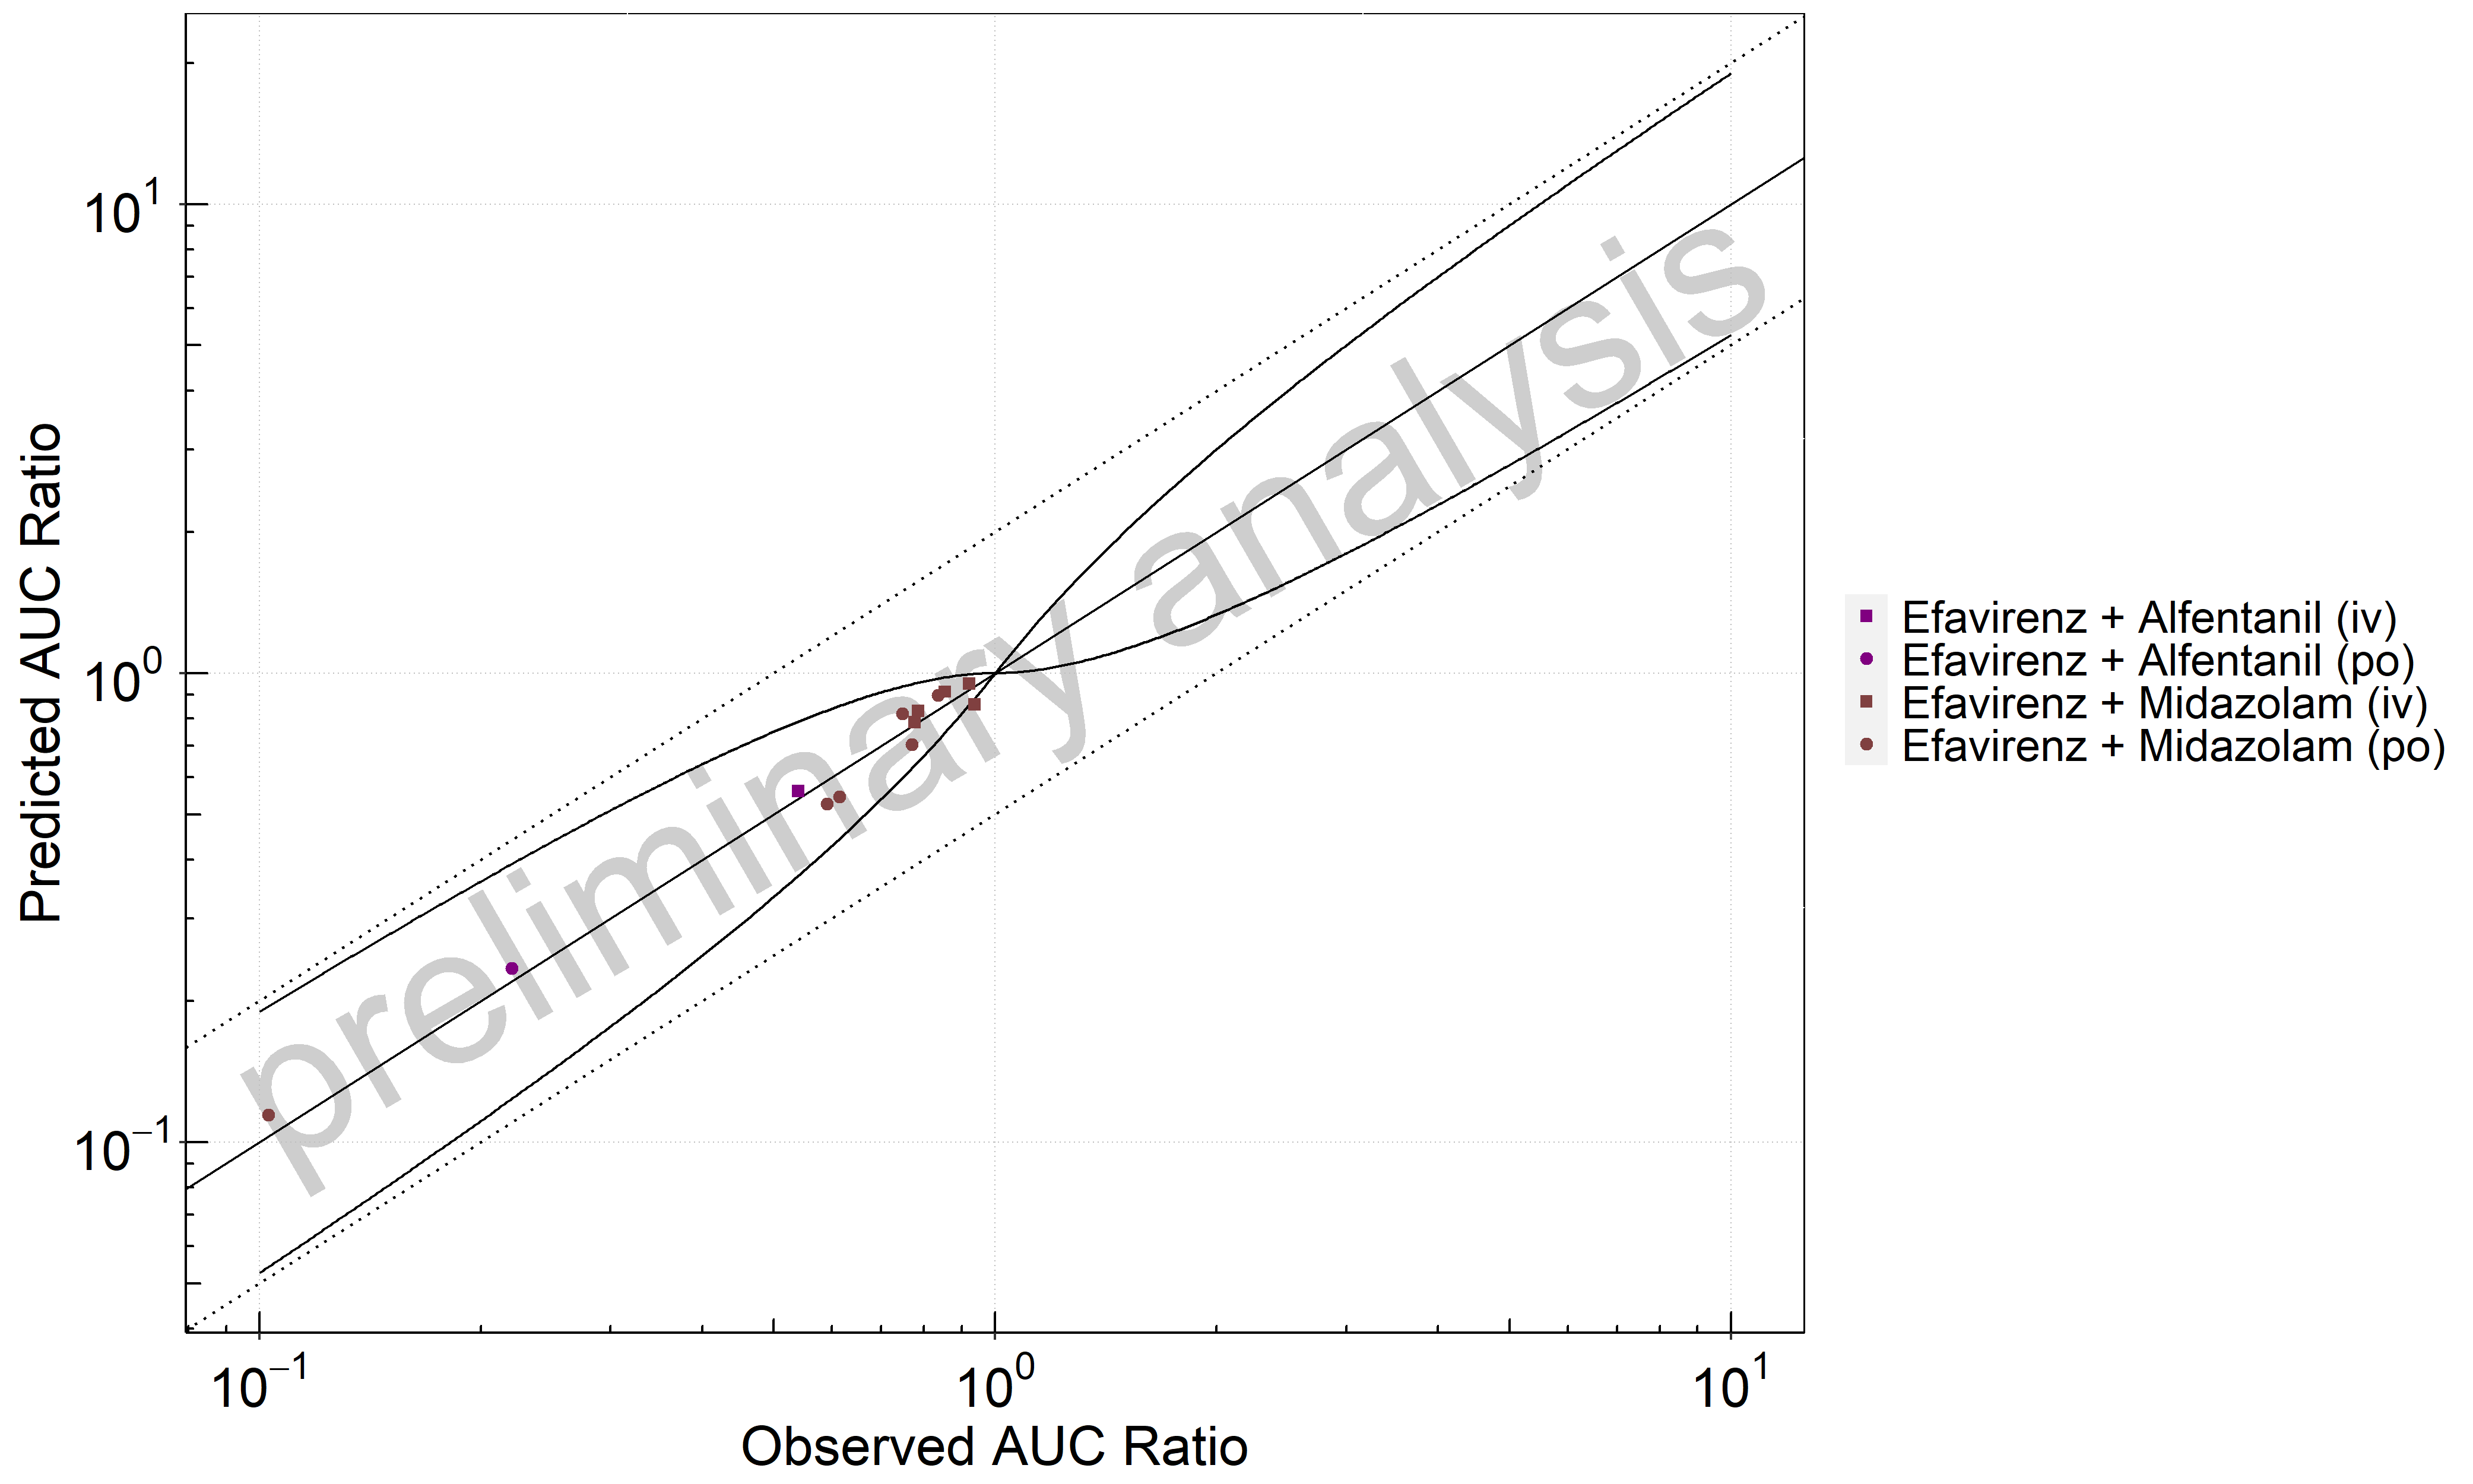 10^1
10^0
10^−1
Predicted AUC Ratio
preliminary analysis
Efavirenz + Alfentanil (iv)
Efavirenz + Alfentanil (po)
Efavirenz + Midazolam (iv)
Efavirenz + Midazolam (po)
10^−1
10^0
10^1
Observed AUC Ratio